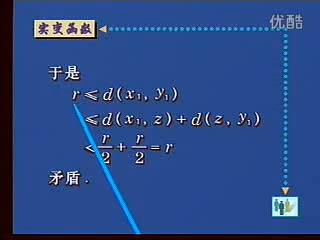 实变函数
优酷
于是
r ≤ d(x₁, y₁)
≤ d(x₁, z) + d(z, y₁)
< r/2 + r/2 = r
矛盾.